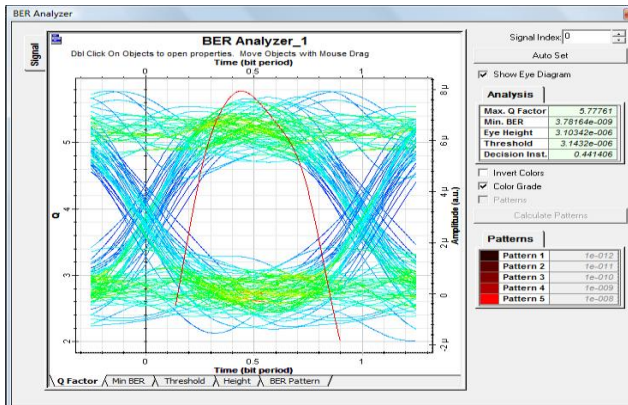 BER Analyzer
Signal
BER Analyzer_1
Dbl Click On Objects to open properties. Move Objects with Mouse Drag
Time (bit period)
0 0.5 1
Q
5
4
3
2
Amplitude (a.u.)
8 µ
6 µ
4 µ
2 µ
0
-2 µ
0 0.5 1
Time (bit period)
Q Factor Min BER Threshold Height BER Pattern
Signal Index: 0
Auto Set
Show Eye Diagram
Analysis
Max. Q Factor 5.77761
Min. BER 3.78164e-009
Eye Height 3.10342e-006
Threshold 3.1432e-006
Decision Inst. 0.441406
Invert Colors
Color Grade
Patterns
Calculate Patterns
Patterns
Pattern 1 1e-012
Pattern 2 1e-011
Pattern 3 1e-010
Pattern 4 1e-009
Pattern 5 1e-008